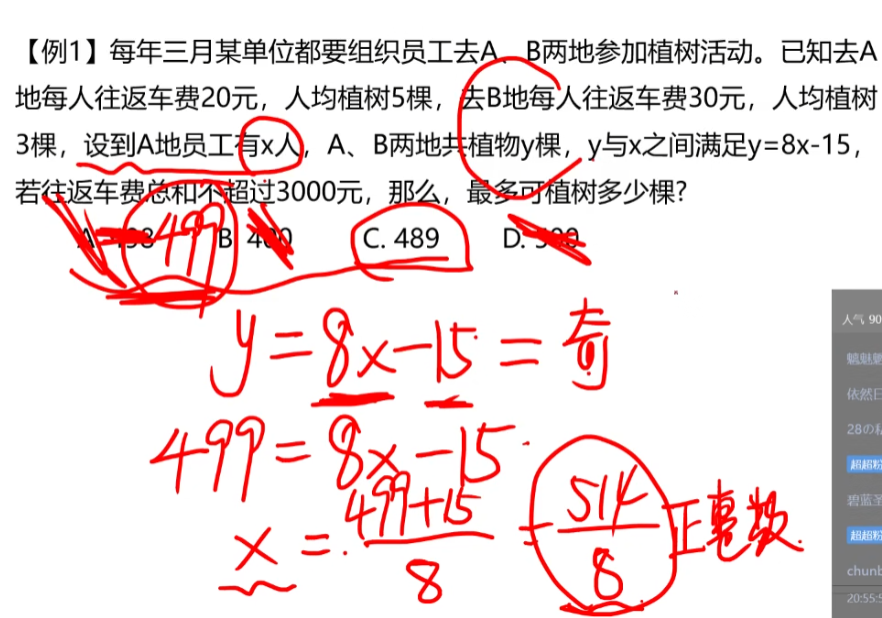 【例1】每年三月某单位都要组织员工去A、B两地参加植树活动。已知去A
地每人往返车费20元，人均植树5棵，去B地每人往返车费30元，人均植树
3棵，设到A地员工有x人，A、B两地共植物y棵，y与x之间满足y=8x-15，
若往返车费总和不超过3000元，那么，最多可植树多少棵?
A. 498 499 B. 400 C. 489 D. 500
y=8x-15=奇
499=8x-15
x = 499+15
8
= 514
8
正整数
人气 90
魑魅魍
依然日
28の
超超粉
碧蓝圣
超超粉
chunb
20:55:5